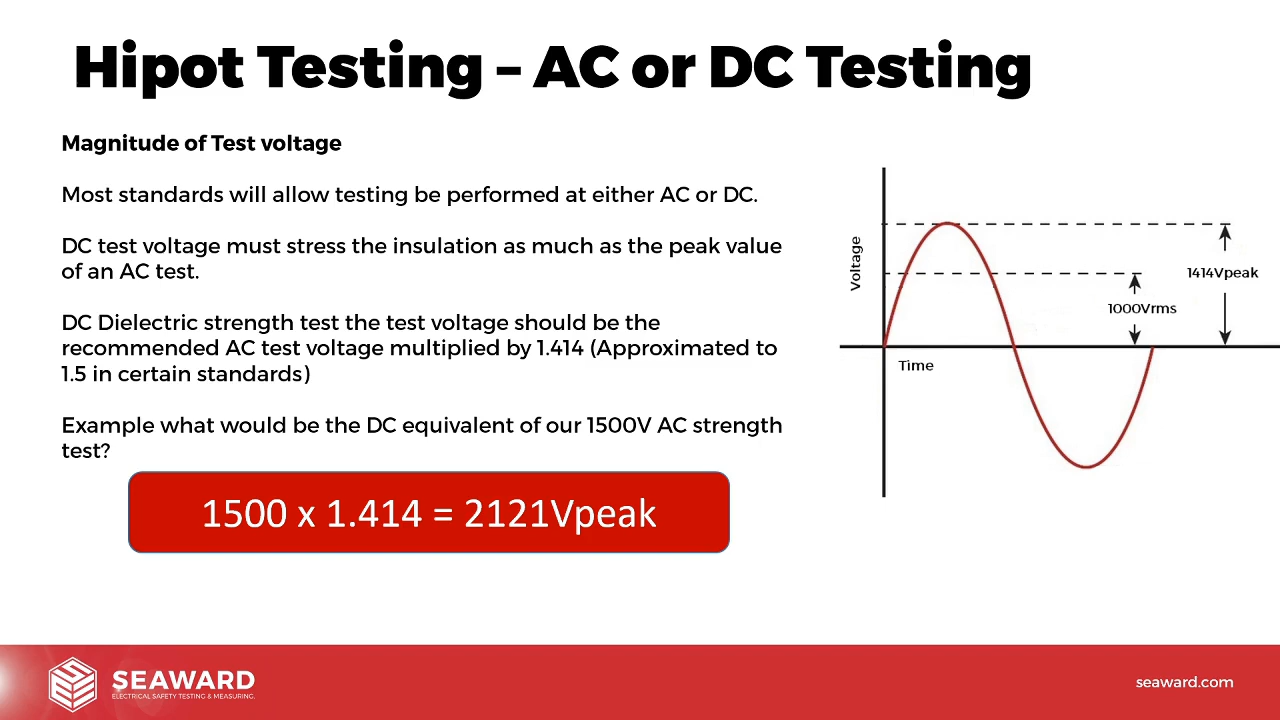 Hipot Testing – AC or DC Testing
Magnitude of Test voltage
Most standards will allow testing be performed at either AC or DC.
DC test voltage must stress the insulation as much as the peak value
of an AC test.
DC Dielectric strength test the test voltage should be the
recommended AC test voltage multiplied by 1.414 (Approximated to
1.5 in certain standards)
Example what would be the DC equivalent of our 1500V AC strength
test?
1500 x 1.414 = 2121Vpeak
Voltage
1414Vpeak
1000Vrms
Time
SEAWARD
ELECTRICAL SAFETY TESTING & MEASURING.
seaward.com